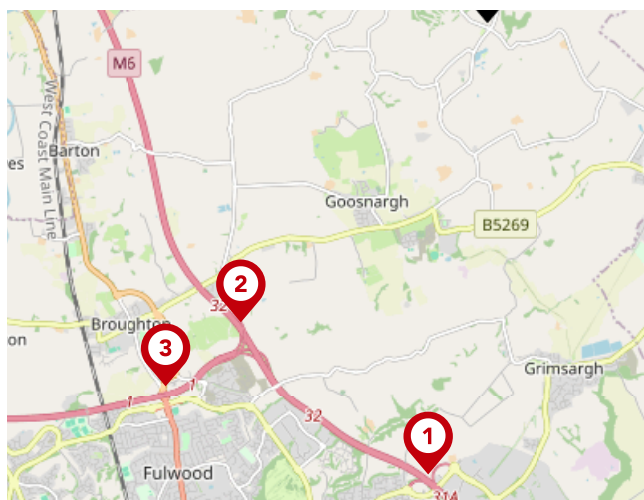 M6
West Coast Main Line
Barton
es
Goosnargh
B5269
32
2
Broughton
on
3
1
1
Grimsargh
32
1
Fulwood
31A